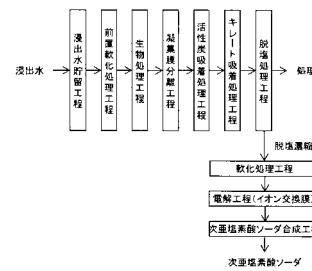 浸出水
浸出水貯留工程
前置軟化処理工程
生物処理工程
凝集膜分離工程
活性炭吸着処理工程
キレート吸着処理工程
脱塩処理工程
処理
脱塩濃縮
軟化処理工程
電解工程(イオン交換膜)
次亜塩素酸ソーダ合成工
次亜塩素酸ソーダ